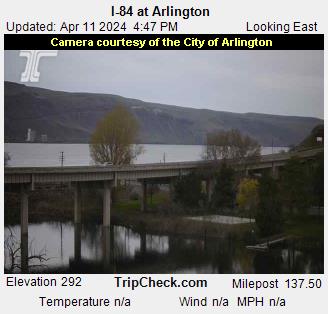 I-84 at Arlington
Updated: Apr 11 2024 4:47 PM Looking East
Camera courtesy of the City of Arlington
Elevation 292 TripCheck.com Milepost 137.50
Temperature n/a Wind n/a MPH n/a